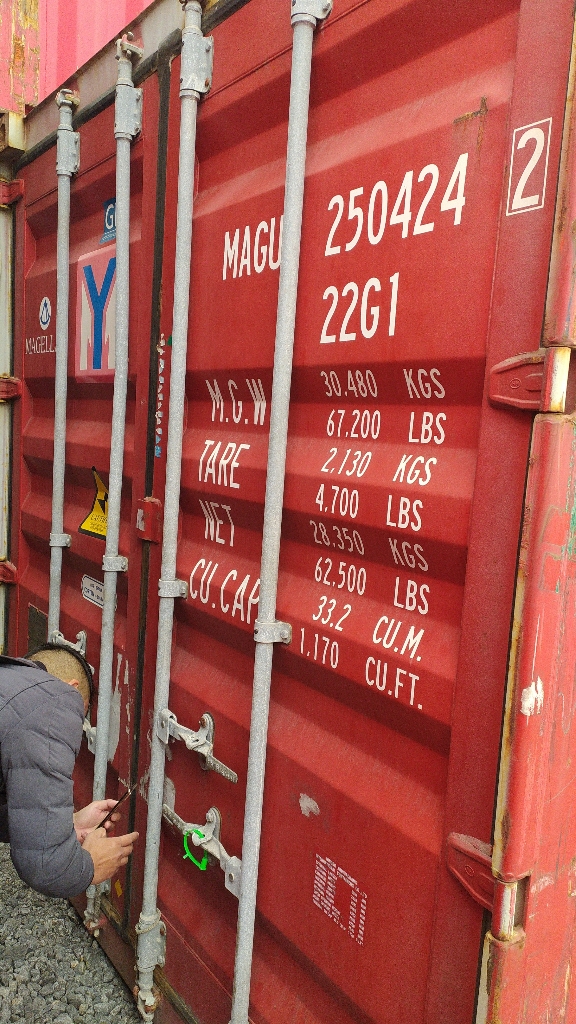 MAGU 250424 2
22G1
M.G.W 30.480 KGS
67.200 LBS
TARE 2.130 KGS
4.700 LBS
NET 28.350 KGS
62.500 LBS
CU.CAP 33.2 CU.M.
1.170 CU.FT.
Y
MAGELL